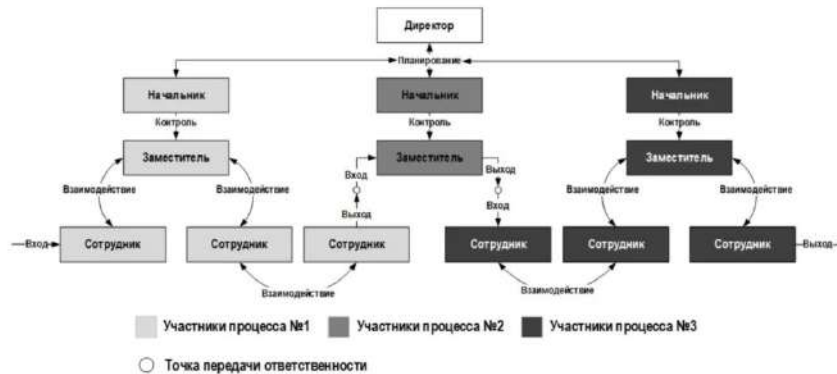 Директор
Планирование
Начальник
Начальник
Начальник
Контроль
Контроль
Контроль
Заместитель
Заместитель
Заместитель
Взаимодействие
Взаимодействие
Вход
Выход
Взаимодействие
Взаимодействие
Выход
Вход
Вход
Сотрудник
Сотрудник
Сотрудник
Сотрудник
Сотрудник
Сотрудник
Выход
Взаимодействие
Взаимодействие
Участники процесса №1
Участники процесса №2
Участники процесса №3
Точка передачи ответственности